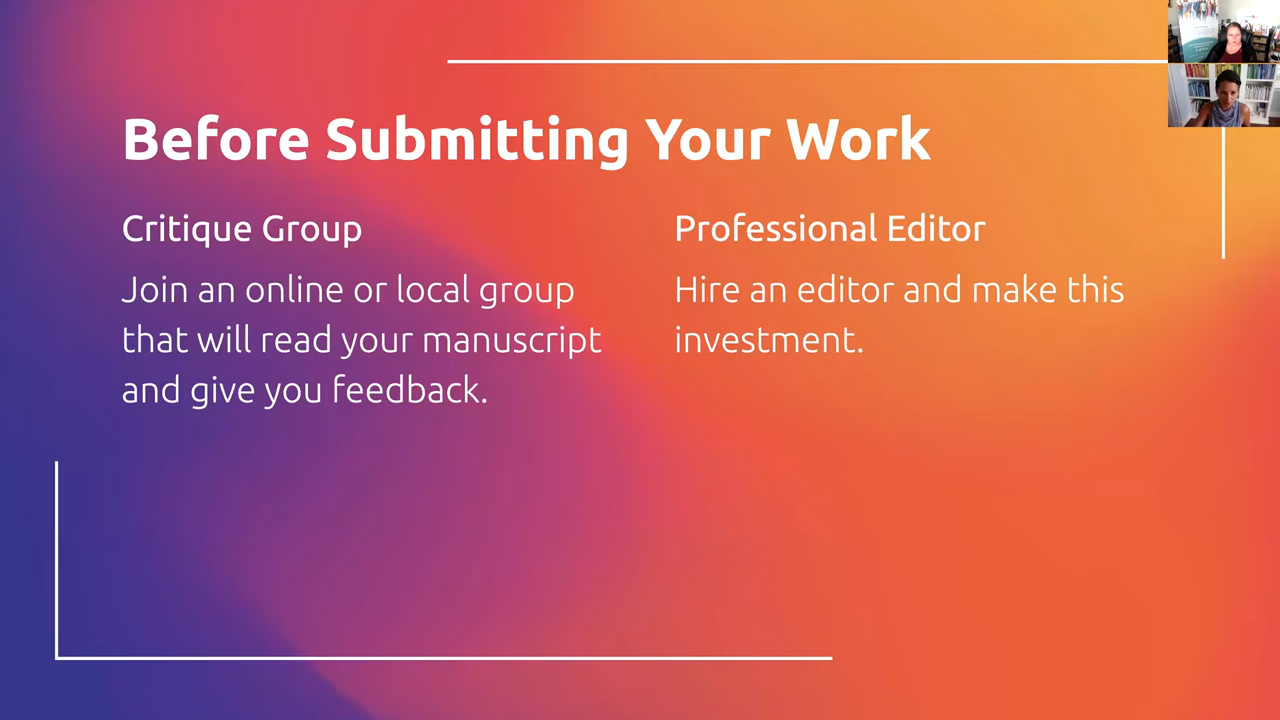 Before Submitting Your Work
Critique Group
Join an online or local group
that will read your manuscript
and give you feedback.
Professional Editor
Hire an editor and make this
investment.